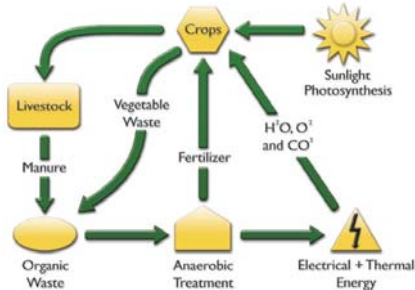 Crops
Sunlight
Photosynthesis
Livestock
Vegetable
Waste
H²O, O²
and CO²
Fertilizer
Manure
Organic
Waste
Anaerobic
Treatment
Electrical + Thermal
Energy